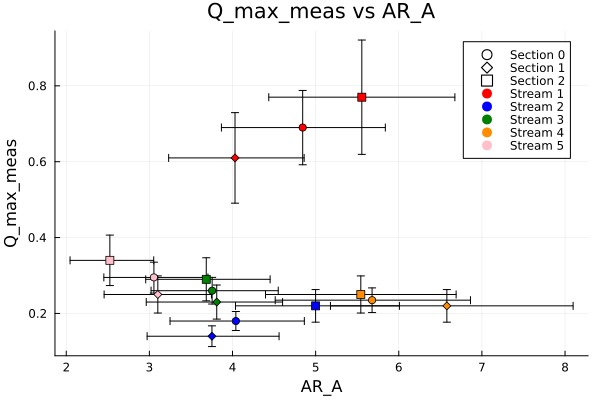 Q_max_meas vs AR_A
Section 0
Section 1
Section 2
Stream 1
Stream 2
Stream 3
Stream 4
Stream 5
Q_max_meas
0.8
0.6
0.4
0.2
2 3 4 5 6 7 8
AR_A